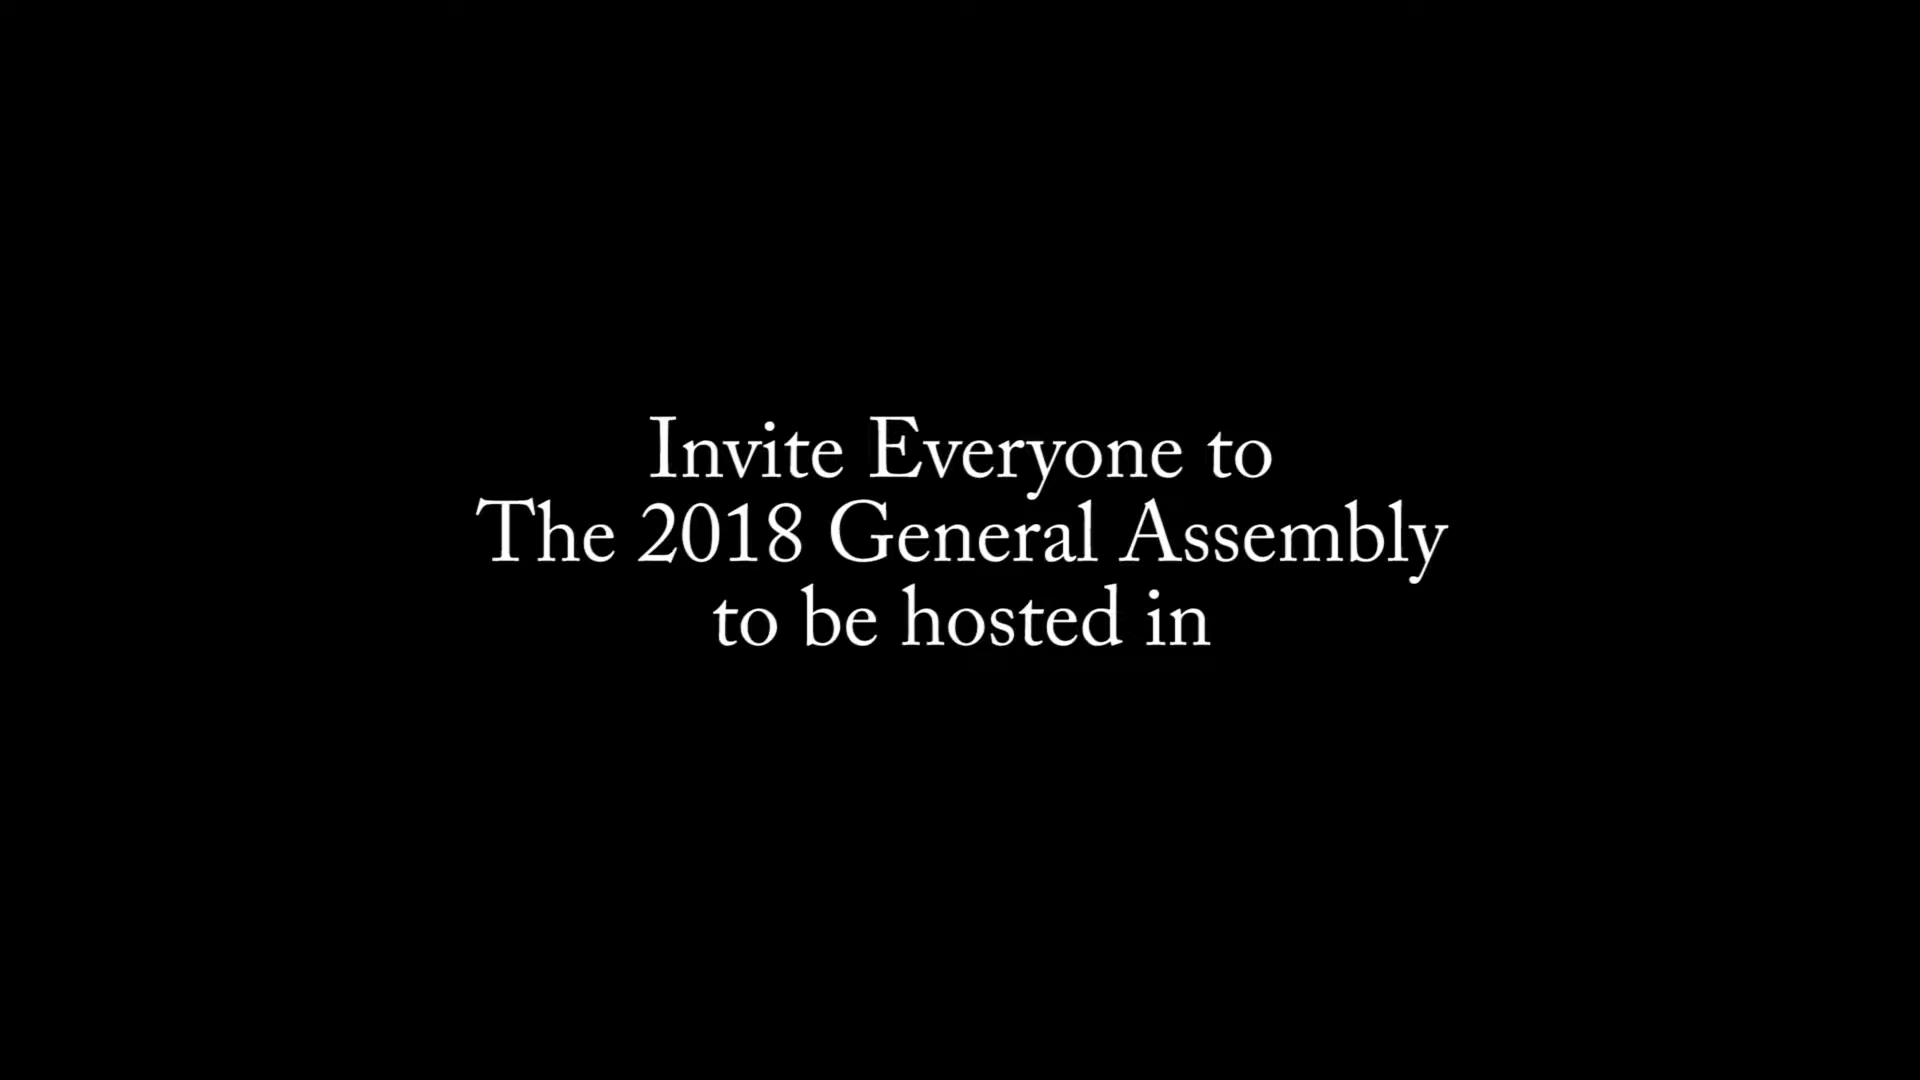 Invite Everyone to
The 2018 General Assembly
to be hosted in